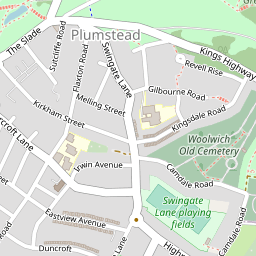 The Slade
Sutcliffe Road
Flaxton Road
Plumstead
Swingate Lane
Kings Highway
Revell Rise
Gilbourne Road
Melling Street
Kirkham Street
Kingsdale Road
Woolwich
Old Cemetery
croft Lane
Irwin Avenue
Camdale Road
Swingate
Lane playing
fields
Eastview Avenue
Duncroft
Lane
High
Camdale Road